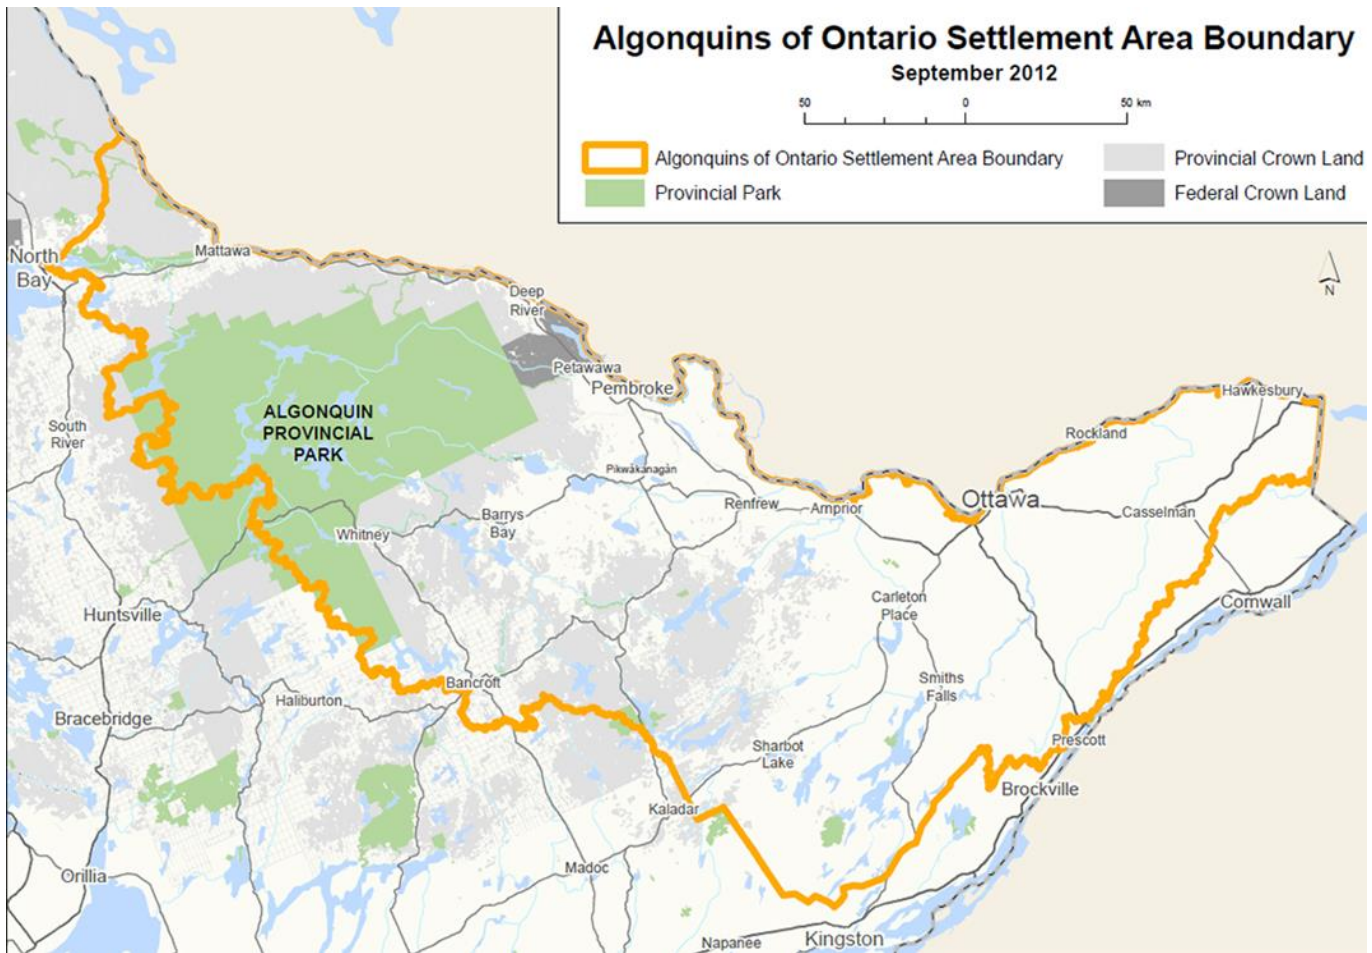 Algonquins of Ontario Settlement Area Boundary
September 2012
50 0 50 km
Algonquins of Ontario Settlement Area Boundary
Provincial Park
Provincial Crown Land
Federal Crown Land
N
North
Bay
Mattawa
Deep
River
Petawawa
Pembroke
ALGONQUIN
PROVINCIAL
PARK
South
River
Hawkesbury
Rockland
Pikwàkanagàn
Renfrew
Arnprior
Ottawa
Casselman
Barrys
Bay
Whitney
Huntsville
Carleton
Place
Cornwall
Smiths
Falls
Bancroft
Haliburton
Bracebridge
Prescott
Sharbot
Lake
Brockville
Kaladar
Madoc
Orillia
Napanee
Kingston